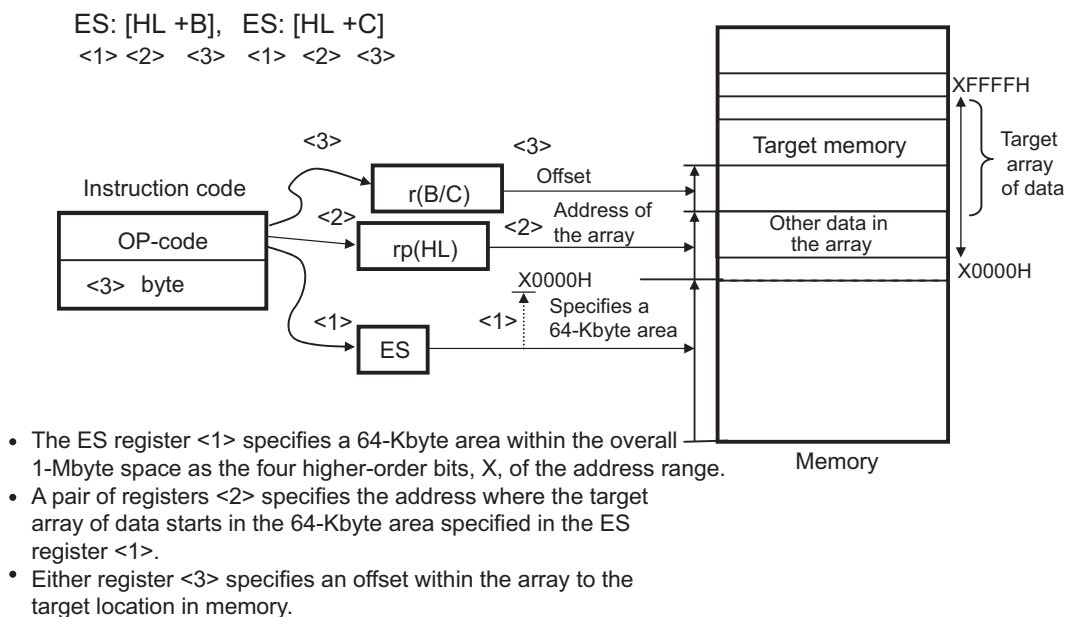 ES: [HL +B], ES: [HL +C]
<1> <2> <3> <1> <2> <3>
XFFFFH
Target memory
Target
array
of data
<3>
<3>
Instruction code
r(B/C)
Offset
OP-code
<2>
rp(HL)
<2>
Address of
the array
Other data in
the array
<3> byte
X0000H
X0000H
<1>
<1>
Specifies a
64-Kbyte area
ES
Memory
• The ES register <1> specifies a 64-Kbyte area within the overall
1-Mbyte space as the four higher-order bits, X, of the address range.
• A pair of registers <2> specifies the address where the target
array of data starts in the 64-Kbyte area specified in the ES
register <1>.
• Either register <3> specifies an offset within the array to the
target location in memory.